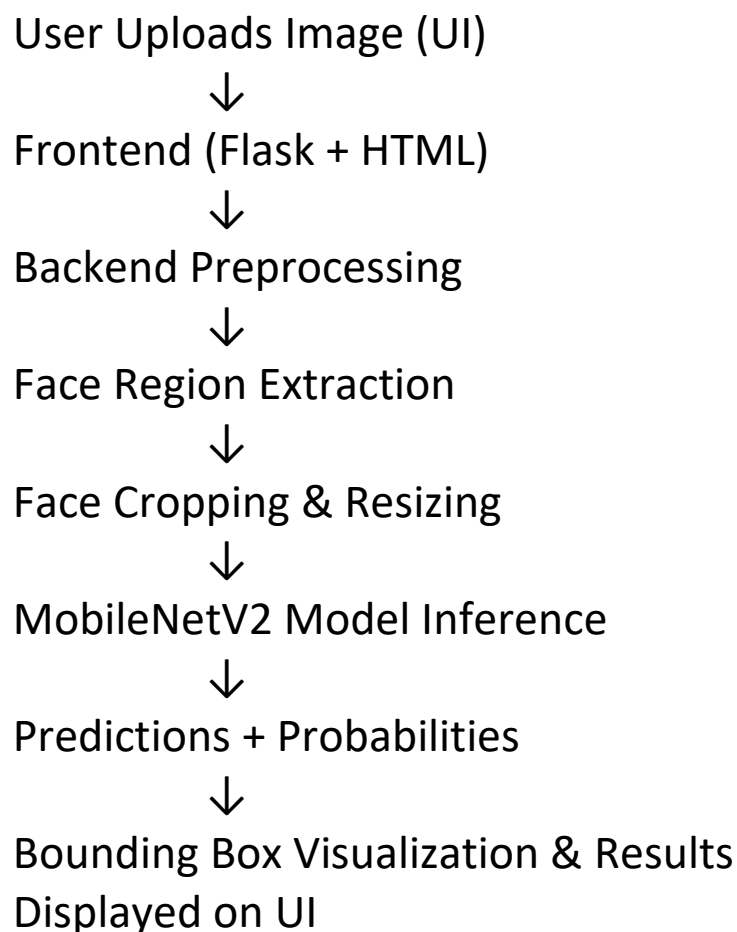 User Uploads Image (UI)
↓
Frontend (Flask + HTML)
↓
Backend Preprocessing
↓
Face Region Extraction
↓
Face Cropping & Resizing
↓
MobileNetV2 Model Inference
↓
Predictions + Probabilities
↓
Bounding Box Visualization & Results
Displayed on UI